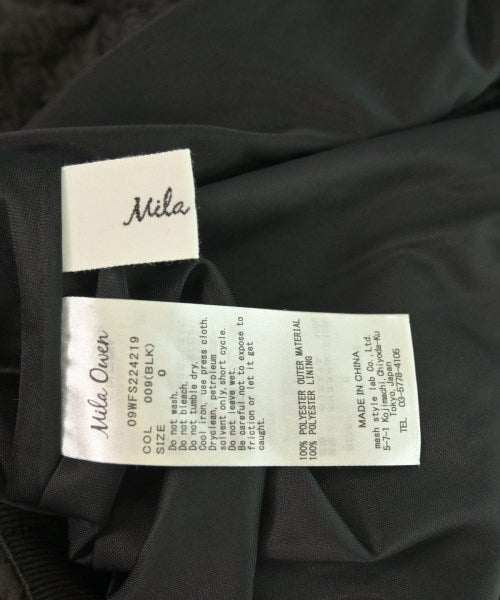 Mila
Mila Owen
09WFS224219
COL 009(BLK)
SIZE 0
Do not wash.
Do not bleach.
Do not tumble dry.
Cool iron, use press cloth.
Dryclean, petroleum
solvent only, short cycle.
Do not leave wet.
Be careful not to expose to
friction or let it get
caught.
100% POLYESTER OUTER MATERIAL
100% POLYESTER LINING
MADE IN CHINA
mash style lab Co., Ltd.
5-7-1 Kojimachi, Chiyoda-Ku
Tokyo, Japan
TEL 03-5778-4105